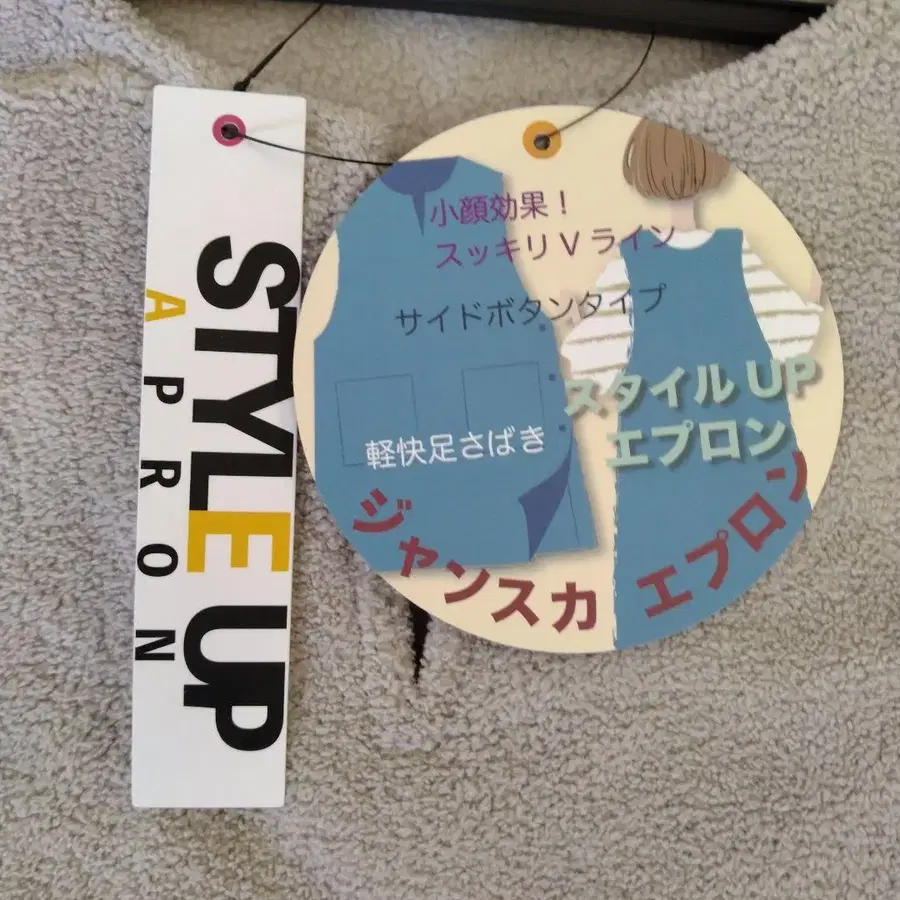 STYLE UP
APRON
小顔効果！
スッキリVライン
サイドボタンタイプ
スタイルUP
エプロン
軽快足さばき
ジャンスカ エプロン